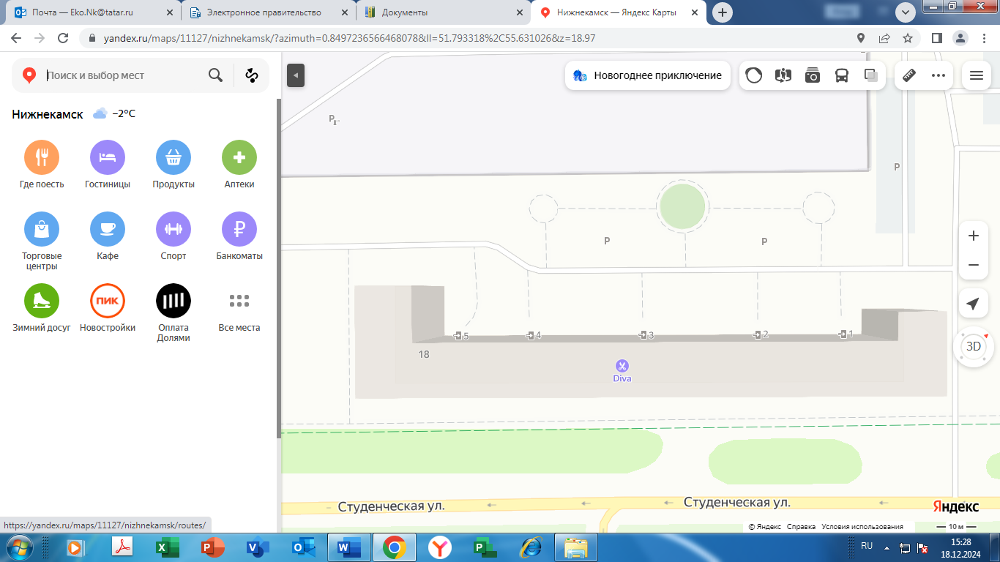 Почта — Eko.Nk@tatar.ru
Электронное правительство
Документы
Нижнекамск — Яндекс Карты
yandex.ru/maps/11127/nizhnekamsk/?azimuth=0.8497236566468078&ll=51.793318%2C55.631026&z=18.97
Поиск и выбор мест
Новогоднее приключение
Нижнекамск
−2°C
Где поесть
Гостиницы
Продукты
Аптеки
Торговые
центры
Кафе
Спорт
Банкоматы
ПИК
Зимний досуг
Новостройки
Оплата
Долями
Все места
P
P
P
P
5
4
3
2
1
18
Diva
3D
Студенческая ул.
Студенческая ул.
Яндекс
© Яндекс Справка Условия использования
10 м
https://yandex.ru/maps/11127/nizhnekamsk/routes/
RU
15:28
18.12.2024